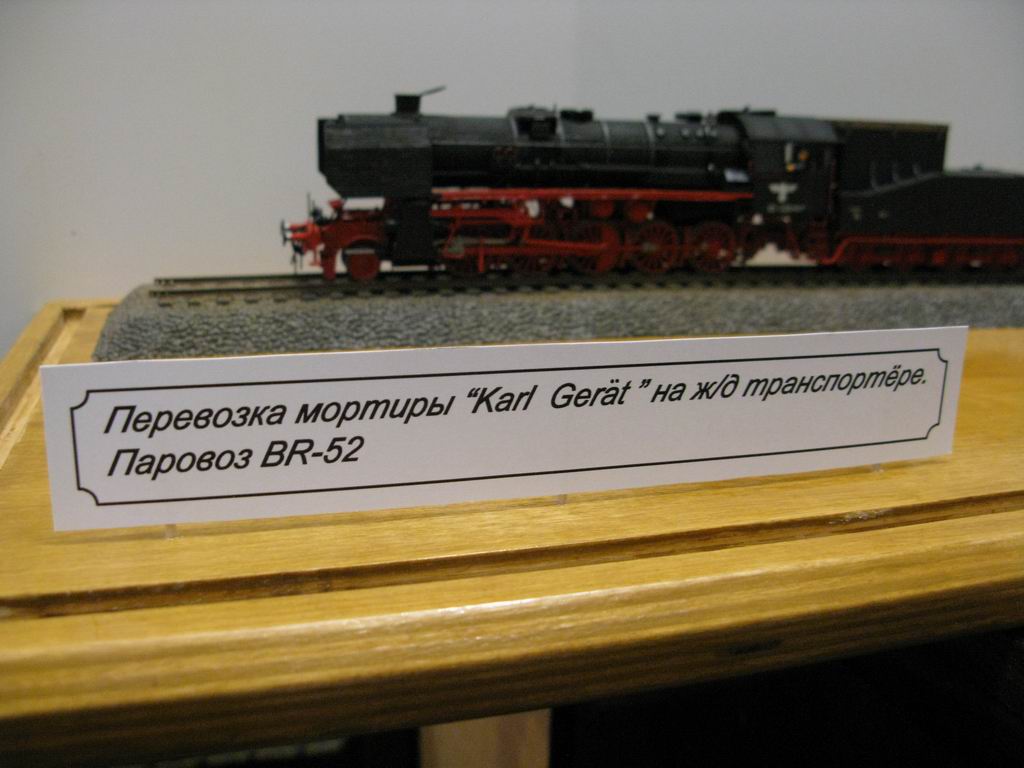 Перевозка мортиры “Karl Gerät” на ж/д транспортёре.
Паровоз BR-52